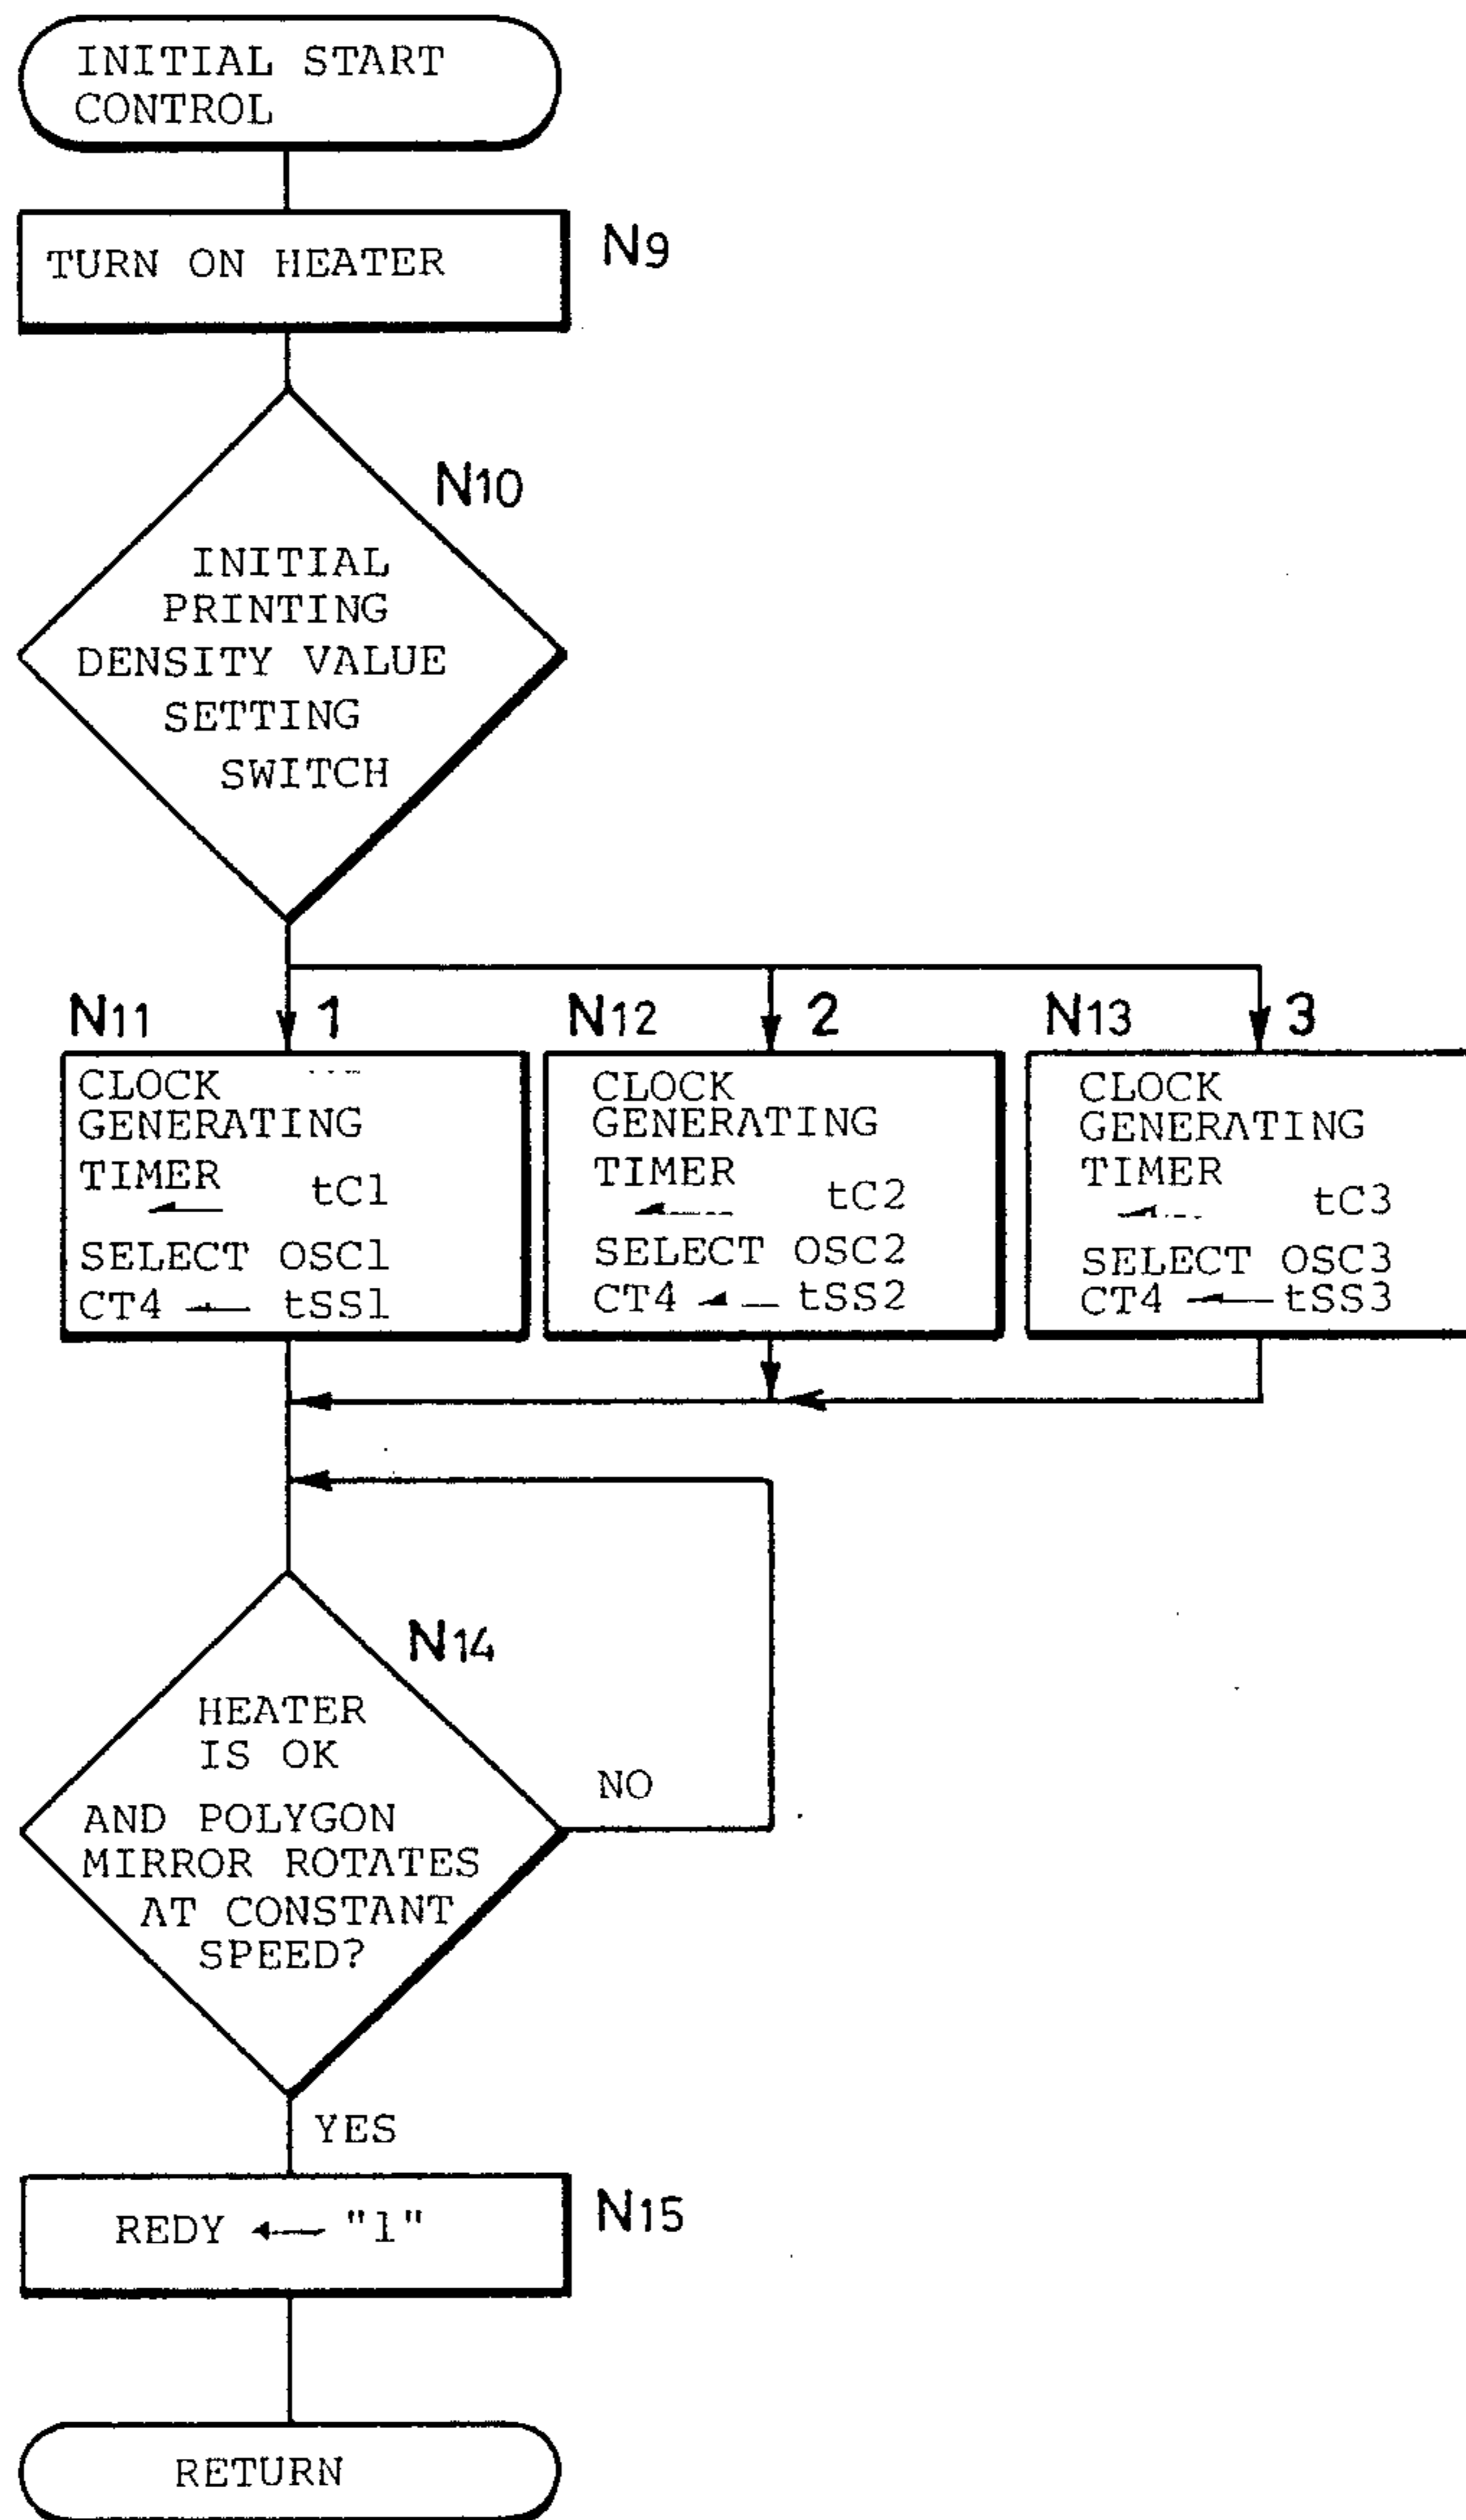 INITIAL START
CONTROL
TURN ON HEATER
N9
N10
INITIAL
PRINTING
DENSITY VALUE
SETTING
SWITCH
N11
1
CLOCK
GENERATING
TIMER
← tC1
SELECT OSC1
CT4 ← tSS1
N12
2
CLOCK
GENERATING
TIMER
← tC2
SELECT OSC2
CT4 ← tSS2
N13
3
CLOCK
GENERATING
TIMER
← tC3
SELECT OSC3
CT4 ← tSS3
N14
HEATER
IS OK
AND POLYGON
MIRROR ROTATES
AT CONSTANT
SPEED?
NO
YES
REDY ← "1"
N15
RETURN